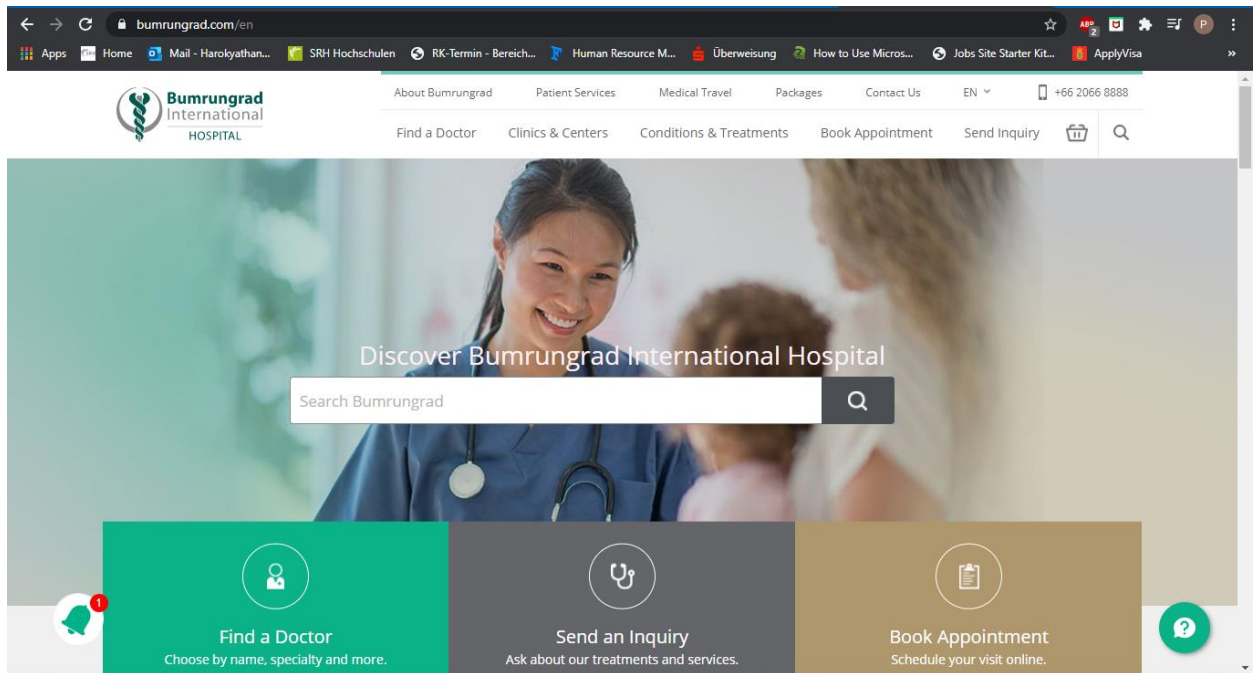 bumrungrad.com/en
ABP 2 P
Apps Home Mail - Harokyathan... SRH Hochschulen RK-Termin - Bereich... Human Resource M... Überweisung How to Use Micros... Jobs Site Starter Kit... ApplyVisa »
About Bumrungrad Patient Services Medical Travel Packages Contact Us EN +66 2066 8888
Bumrungrad
International
HOSPITAL
Find a Doctor Clinics & Centers Conditions & Treatments Book Appointment Send Inquiry
Discover Bumrungrad International Hospital
Search Bumrungrad
1
Find a Doctor
Choose by name, specialty and more.
Send an Inquiry
Ask about our treatments and services.
Book Appointment
Schedule your visit online.
?